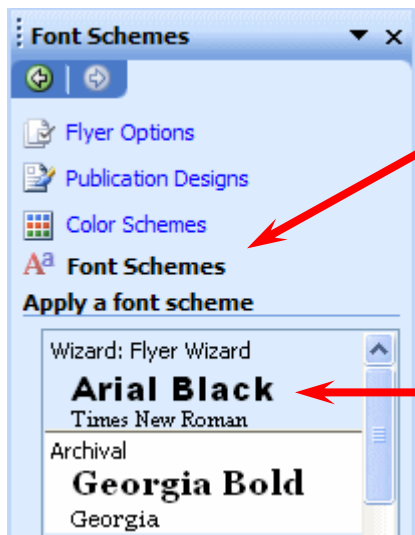 Font Schemes
Flyer Options
Publication Designs
Color Schemes
Aa Font Schemes
Apply a font scheme
Wizard: Flyer Wizard
Arial Black
Times New Roman
Archival
Georgia Bold
Georgia